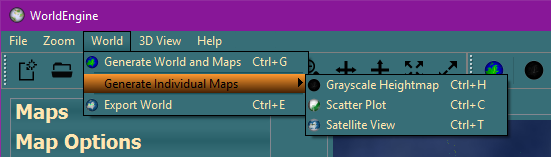 WorldEngine
File Zoom World 3D View Help
Generate World and Maps Ctrl+G
Generate Individual Maps
Export World Ctrl+E
Grayscale Heightmap Ctrl+H
Scatter Plot Ctrl+C
Satellite View Ctrl+T
Maps
Map Options